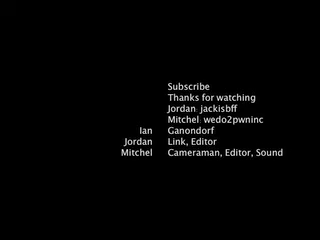 Subscribe
Thanks for watching
Jordan jackisbff
Mitchel wedo2pwninc
Ian Ganondorf
Jordan Link, Editor
Mitchel Cameraman, Editor, Sound